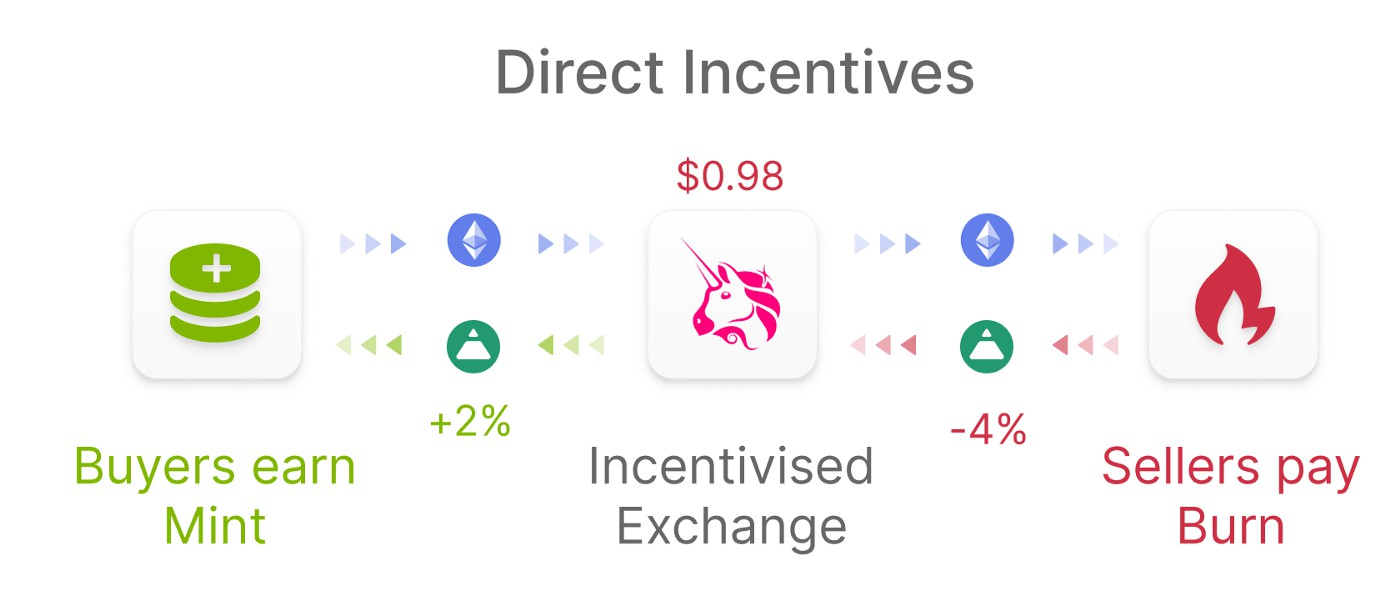 Direct Incentives
$0.98
+2%
-4%
Buyers earn
Mint
Incentivised
Exchange
Sellers pay
Burn